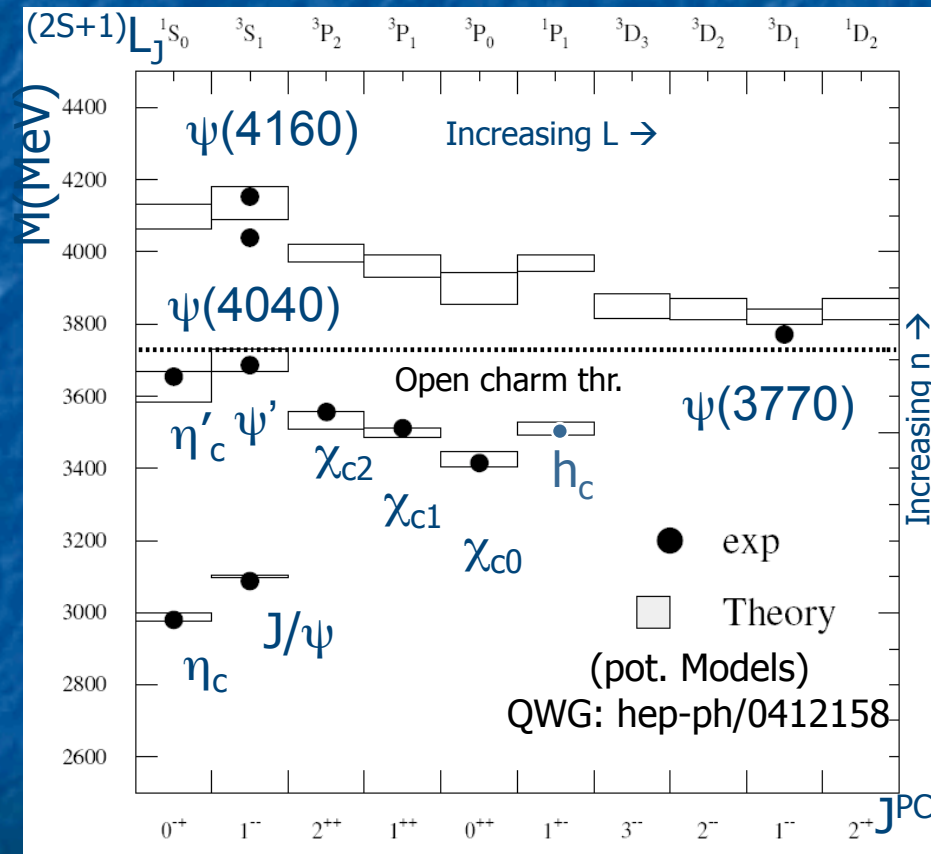 (2S+1)LJ ¹S₀ ³S₁ ³P₂ ³P₁ ³P₀ ¹P₁ ³D₃ ³D₂ ³D₁ ¹D₂
M(MeV)
4400
ψ(4160)
Increasing L →
4200
4000
ψ(4040)
3800
Open charm thr.
3600
η′c ψ' ψ(3770)
χc2
hc
Increasing n →
3400
χc1
χc0
exp
3200
3000
J/ψ
Theory
ηc
(pot. Models)
2800
QWG: hep-ph/0412158
2600
0⁻⁺ 1⁻⁻ 2⁺⁺ 1⁺⁺ 0⁺⁺ 1⁺⁻ 3⁻⁻ 2⁻⁻ 1⁻⁻ 2⁻⁺ Jᴾᶜ